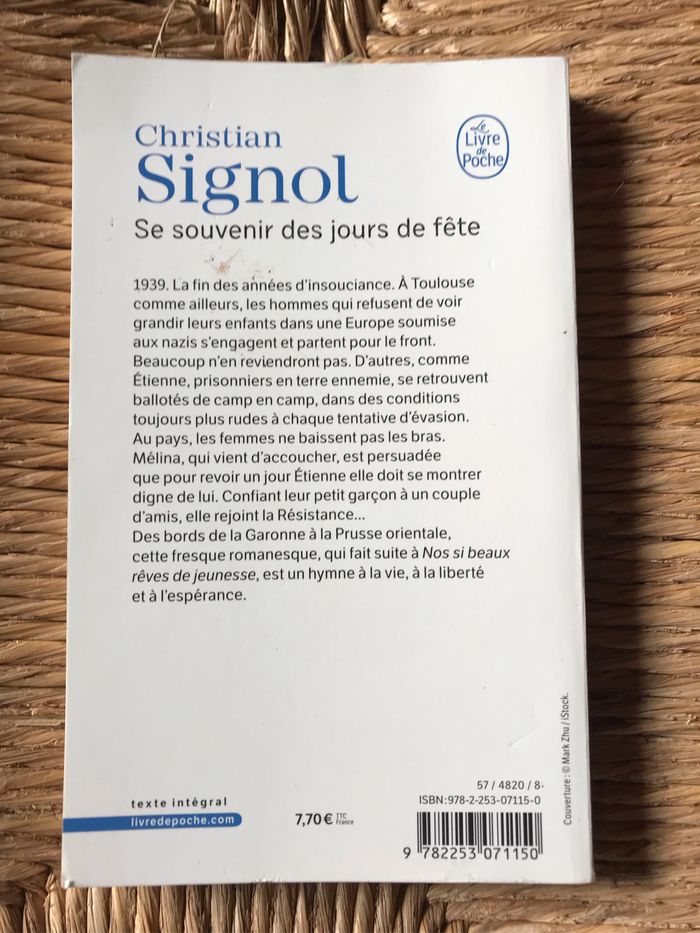 Christian
Signol
Le
Livre
de
Poche
Se souvenir des jours de fête
1939. La fin des années d'insouciance. À Toulouse
comme ailleurs, les hommes qui refusent de voir
grandir leurs enfants dans une Europe soumise
aux nazis s'engagent et partent pour le front.
Beaucoup n'en reviendront pas. D'autres, comme
Étienne, prisonniers en terre ennemie, se retrouvent
ballotés de camp en camp, dans des conditions
toujours plus rudes à chaque tentative d'évasion.
Au pays, les femmes ne baissent pas les bras.
Mélina, qui vient d'accoucher, est persuadée
que pour revoir un jour Étienne elle doit se montrer
digne de lui. Confiant leur petit garçon à un couple
d'amis, elle rejoint la Résistance...
Des bords de la Garonne à la Prusse orientale,
cette fresque romanesque, qui fait suite à Nos si beaux
rêves de jeunesse, est un hymne à la vie, à la liberté
et à l'espérance.
Couverture : © Mark Zhu / iStock.
texte intégral
livredepoche.com
7,70 € TTC
France
57 / 4820 / 8
ISBN : 978-2-253-07115-0
9 782253 071150